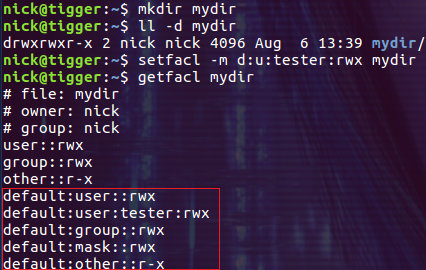 nick@tigger:~$ mkdir mydir
nick@tigger:~$ ll -d mydir
drwxrwxr-x 2 nick nick 4096 Aug  6 13:39 mydir/
nick@tigger:~$ setfacl -m d:u:tester:rwx mydir
nick@tigger:~$ getfacl mydir
# file: mydir
# owner: nick
# group: nick
user::rwx
group::rwx
other::r-x
default:user::rwx
default:user:tester:rwx
default:group::rwx
default:mask::rwx
default:other::r-x